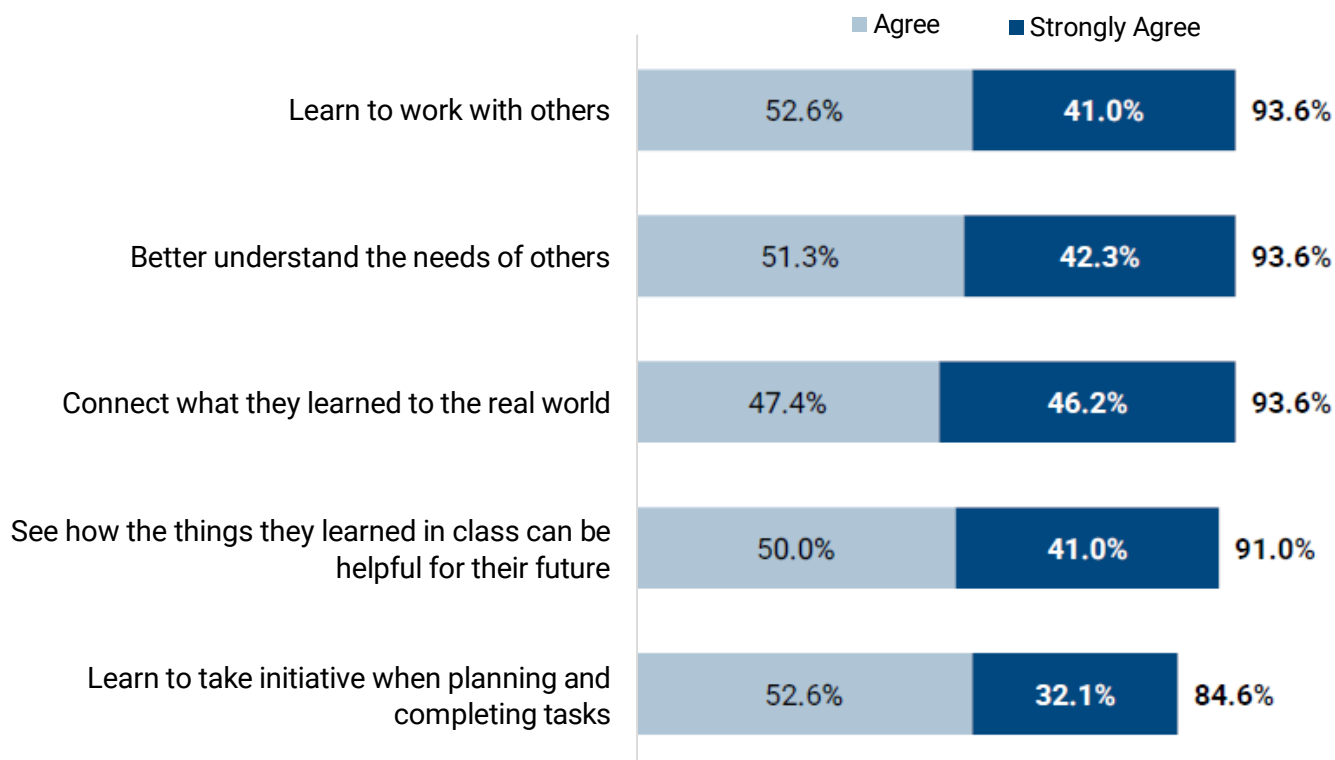 Agree Strongly Agree
Learn to work with others 52.6% 41.0% 93.6%
Better understand the needs of others 51.3% 42.3% 93.6%
Connect what they learned to the real world 47.4% 46.2% 93.6%
See how the things they learned in class can be
helpful for their future 50.0% 41.0% 91.0%
Learn to take initiative when planning and
completing tasks 52.6% 32.1% 84.6%